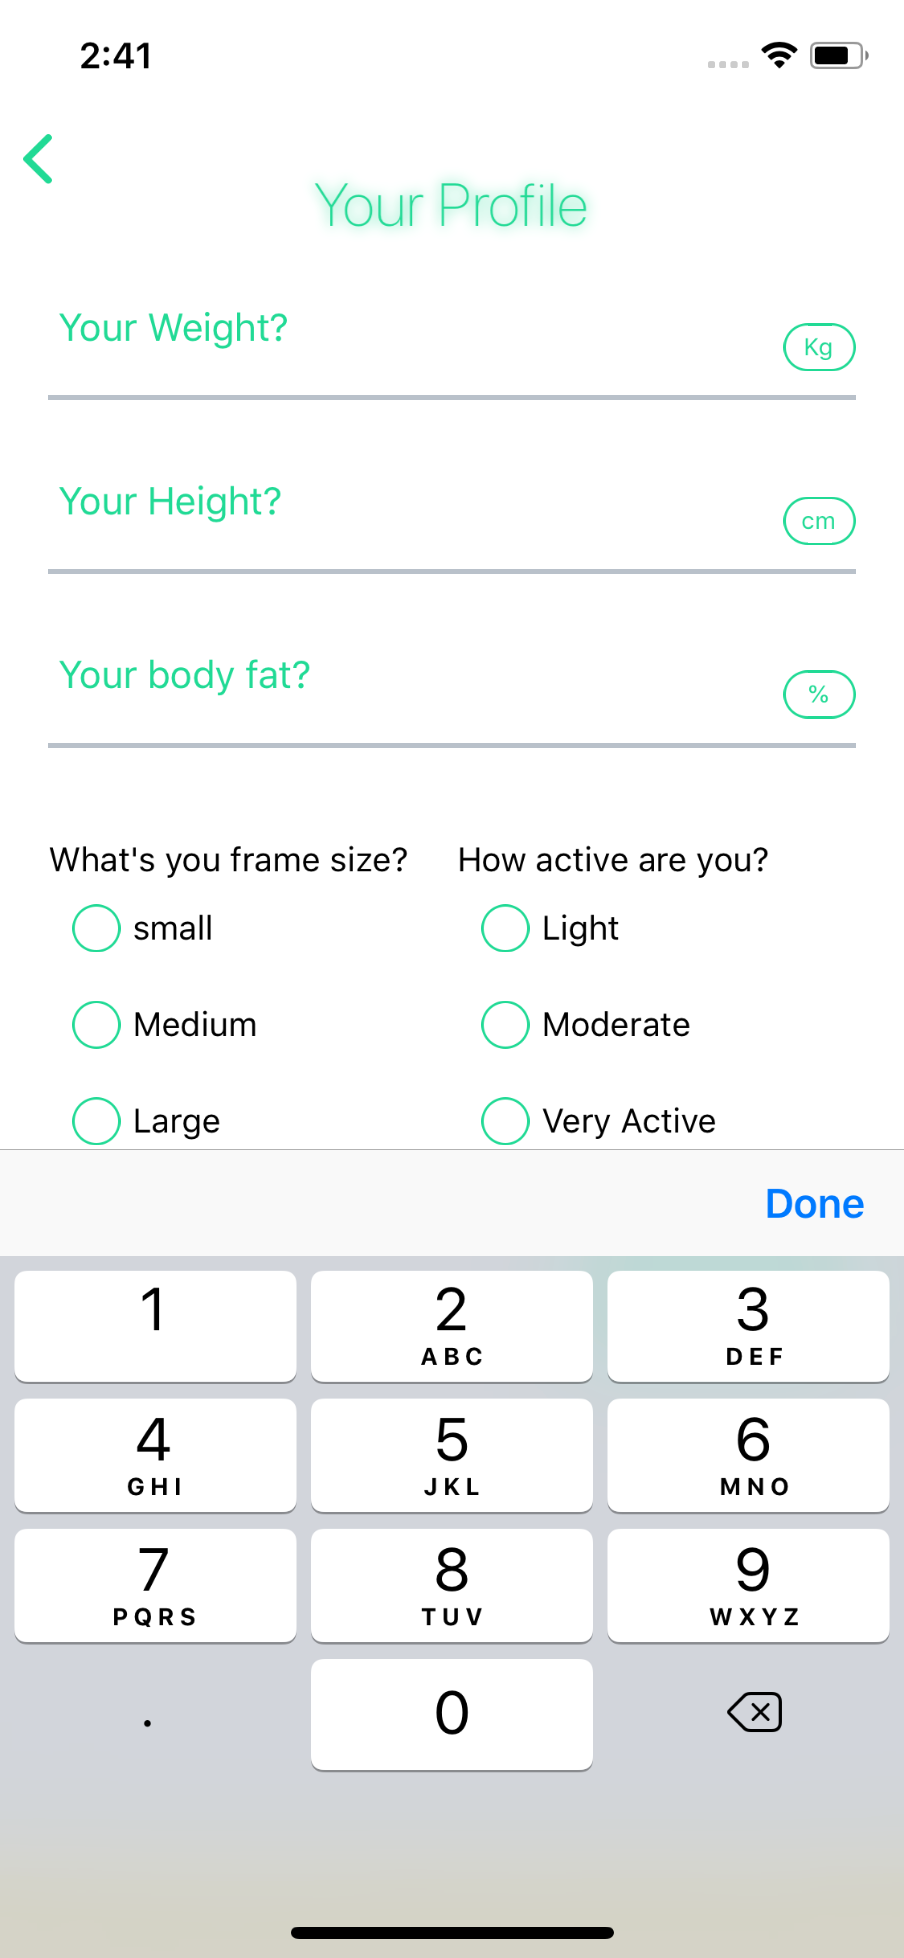 2:41
Your Profile
Your Weight?
Kg
Your Height?
cm
Your body fat?
%
What's you frame size? How active are you?
small Light
Medium Moderate
Large Very Active
Done
1 2 3
ABC DEF
4 5 6
GHI JKL MNO
7 8 9
PQRS TUV WXYZ
. 0